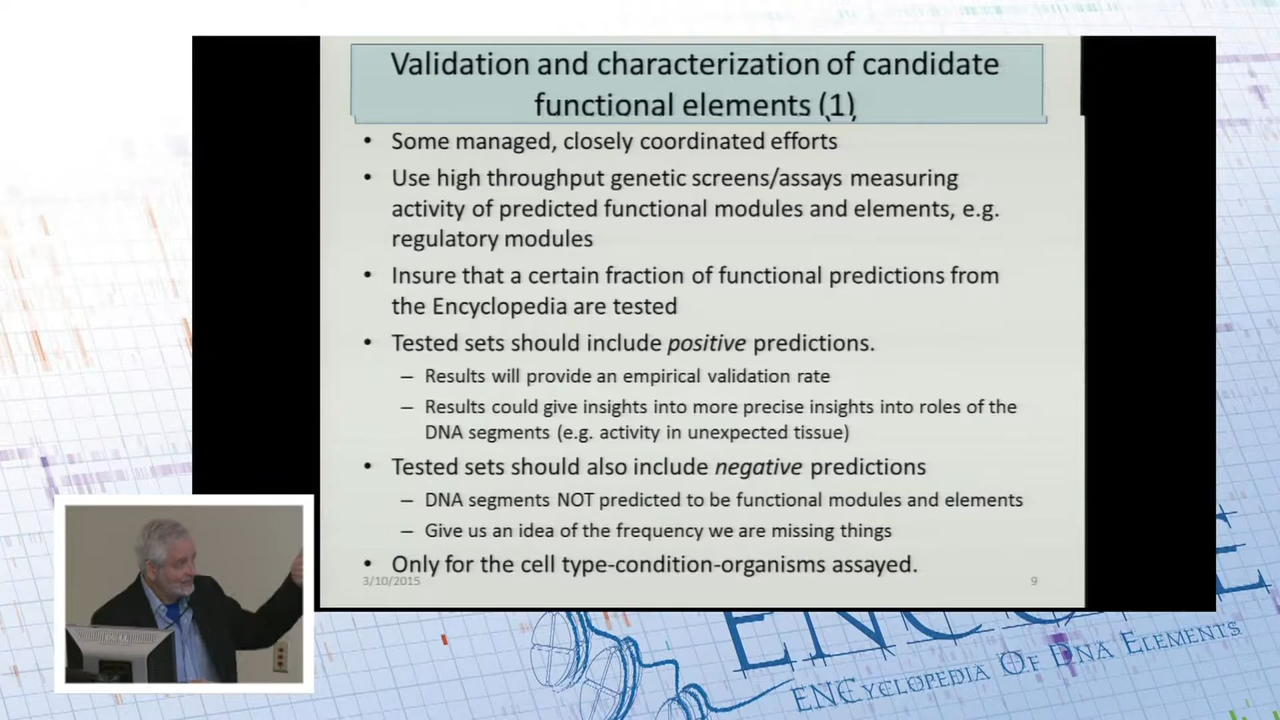 Validation and characterization of candidate
functional elements (1)
• Some managed, closely coordinated efforts
• Use high throughput genetic screens/assays measuring
activity of predicted functional modules and elements, e.g.
regulatory modules
• Insure that a certain fraction of functional predictions from
the Encyclopedia are tested
• Tested sets should include positive predictions.
– Results will provide an empirical validation rate
– Results could give insights into more precise insights into roles of the
DNA segments (e.g. activity in unexpected tissue)
• Tested sets should also include negative predictions
– DNA segments NOT predicted to be functional modules and elements
– Give us an idea of the frequency we are missing things
• Only for the cell type-condition-organisms assayed.
3/10/2015
9
ENCYCLOPEDIA OF DNA ELEMENTS